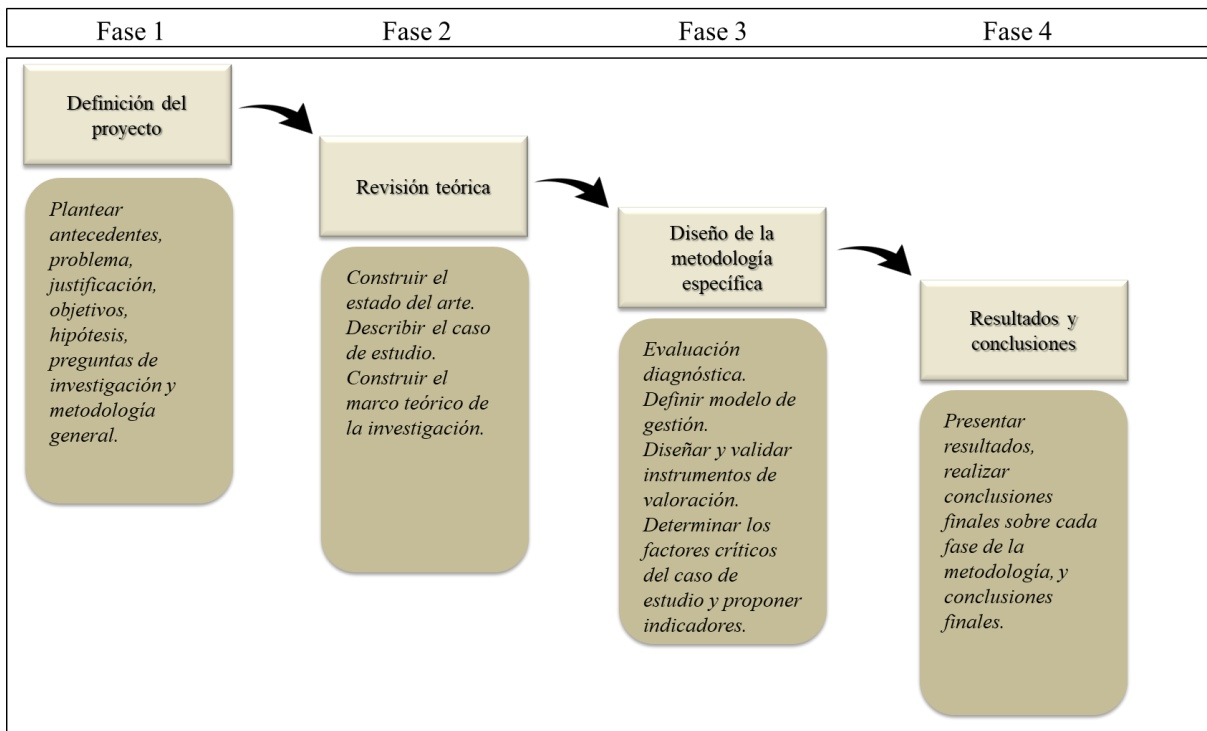 Fase 1
Fase 2
Fase 3
Fase 4
Definición del
proyecto
Plantear
antecedentes,
problema,
justificación,
objetivos,
hipótesis,
preguntas de
investigación y
metodología
general.
Revisión teórica
Construir el
estado del arte.
Describir el caso
de estudio.
Construir el
marco teórico de
la investigación.
Diseño de la
metodología
específica
Evaluación
diagnóstica.
Definir modelo de
gestión.
Diseñar y validar
instrumentos de
valoración.
Determinar los
factores críticos
del caso de
estudio y proponer
indicadores.
Resultados y
conclusiones
Presentar
resultados,
realizar
conclusiones
finales sobre cada
fase de la
metodología, y
conclusiones
finales.